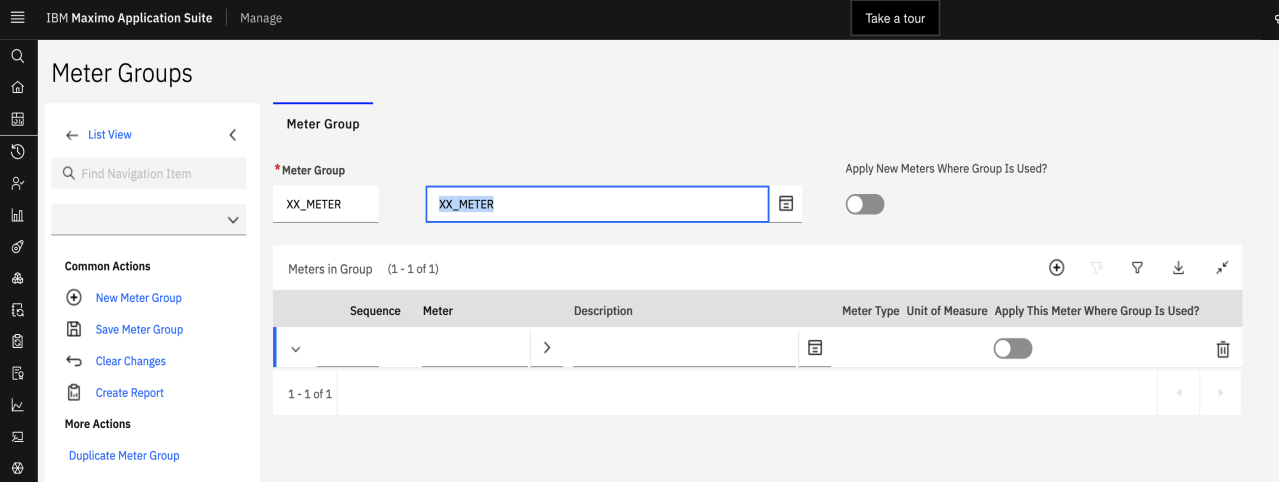 IBM Maximo Application Suite Manage Take a tour
Meter Groups
List View
Find Navigation Item
Common Actions
New Meter Group
Save Meter Group
Clear Changes
Create Report
More Actions
Duplicate Meter Group
Meter Group
*Meter Group
XX_METER XX_METER
Apply New Meters Where Group Is Used?
Meters in Group (1 - 1 of 1)
Sequence Meter Description Meter Type Unit of Measure Apply This Meter Where Group Is Used?
1 - 1 of 1